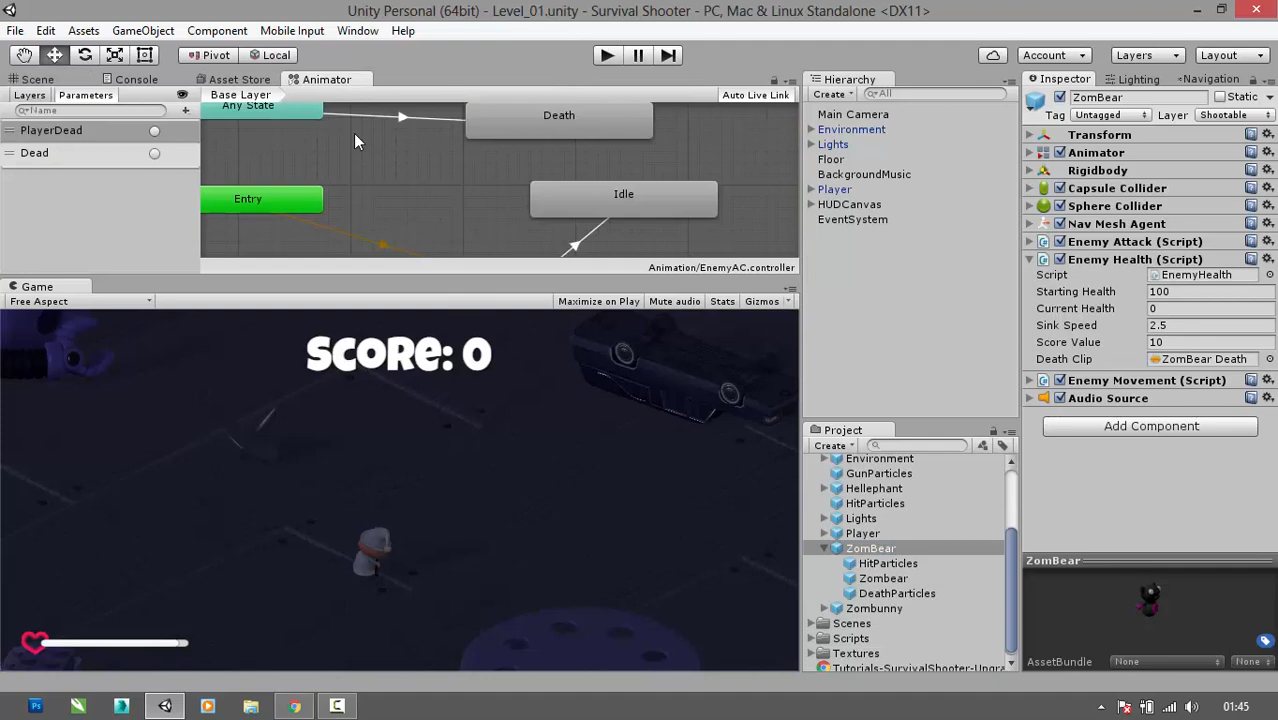 Unity Personal (64bit) - Level_01.unity - Survival Shooter - PC, Mac & Linux Standalone <DX11>
File Edit Assets GameObject Component Mobile Input Window Help
Pivot Local Account Layers Layout
Scene Console Asset Store Animator
Layers Parameters Base Layer Auto Live Link
Name
PlayerDead
Dead
Any State
Death
Entry
Idle
Animation/EnemyAC.controller
Game
Free Aspect Maximize on Play Mute audio Stats Gizmos
SCORE: 0
Hierarchy
Create All
Main Camera
Environment
Lights
Floor
BackgroundMusic
Player
HUDCanvas
EventSystem
Project
Create
Environment
GunParticles
Hellephant
HitParticles
Lights
Player
ZomBear
HitParticles
Zombear
DeathParticles
Zombunny
Scenes
Scripts
Textures
Tutorials-SurvivalShooter-Upgra
Inspector Lighting Navigation
ZomBear Static
Tag Untagged Layer Shootable
Transform
Animator
Rigidbody
Capsule Collider
Sphere Collider
Nav Mesh Agent
Enemy Attack (Script)
Enemy Health (Script)
Script EnemyHealth
Starting Health 100
Current Health 0
Sink Speed 2.5
Score Value 10
Death Clip ZomBear Death
Enemy Movement (Script)
Audio Source
Add Component
ZomBear
AssetBundle None None
01:45